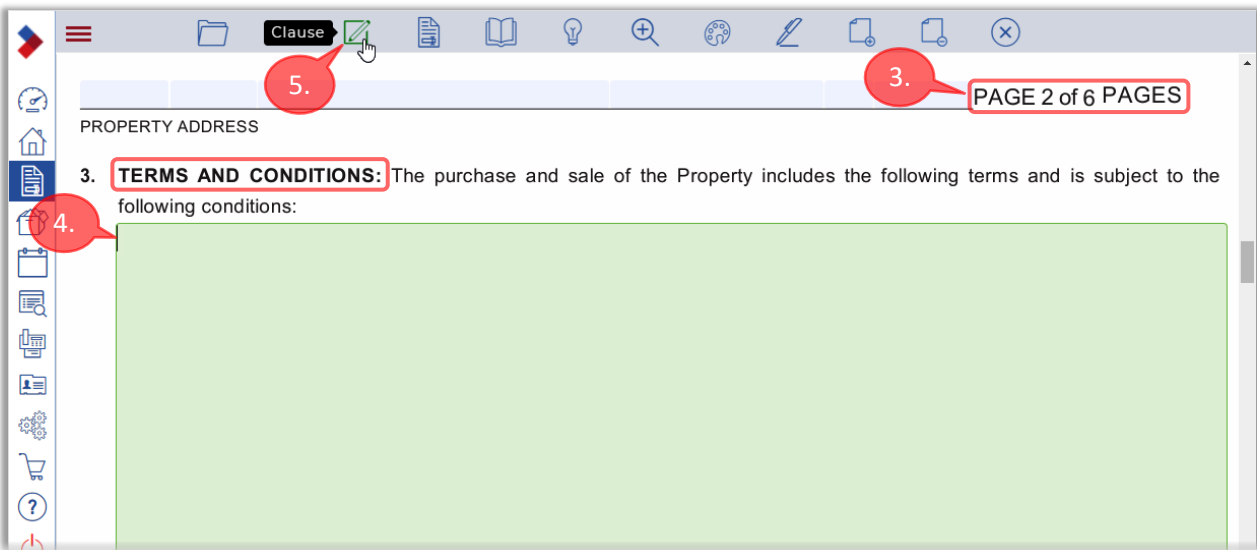 Clause
5.
3.
PAGE 2 of 6 PAGES
PROPERTY ADDRESS
3. TERMS AND CONDITIONS: The purchase and sale of the Property includes the following terms and is subject to the
following conditions:
4.
?